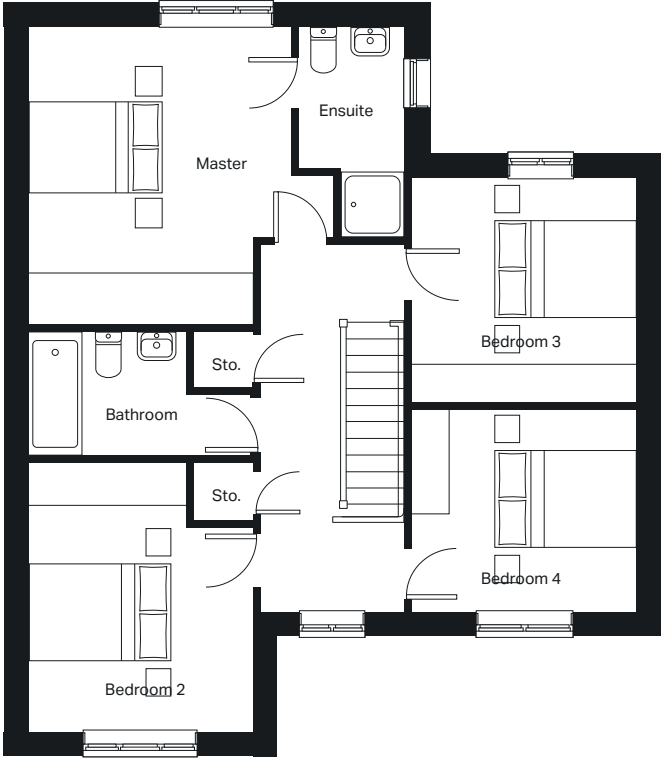 Ensuite
Master
Bedroom 3
Sto.
Bathroom
Sto.
Bedroom 4
Bedroom 2